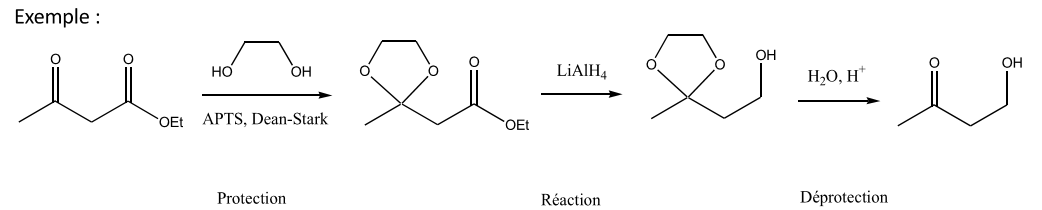 Exemple :
O
O
OEt
HO
OH
APTS, Dean-Stark
O
O
O
OEt
LiAlH₄
O
O
OH
H₂O, H⁺
O
OH
Protection
Réaction
Déprotection